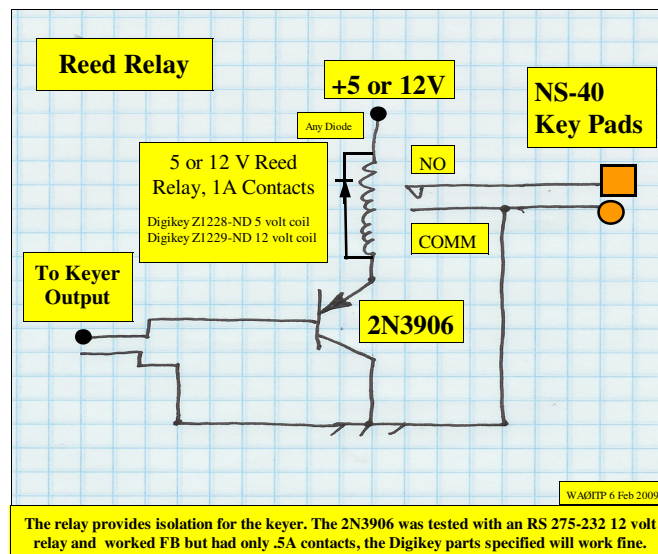 Reed Relay
+5 or 12V
NS-40
Key Pads
Any Diode
5 or 12 V Reed
Relay, 1A Contacts
Digikey Z1228-ND 5 volt coil
Digikey Z1229-ND 12 volt coil
NO
COMM
To Keyer
Output
2N3906
WAØITP 6 Feb 2009
The relay provides isolation for the keyer. The 2N3906 was tested with an RS 275-232 12 volt
relay and worked FB but had only .5A contacts, the Digikey parts specified will work fine.